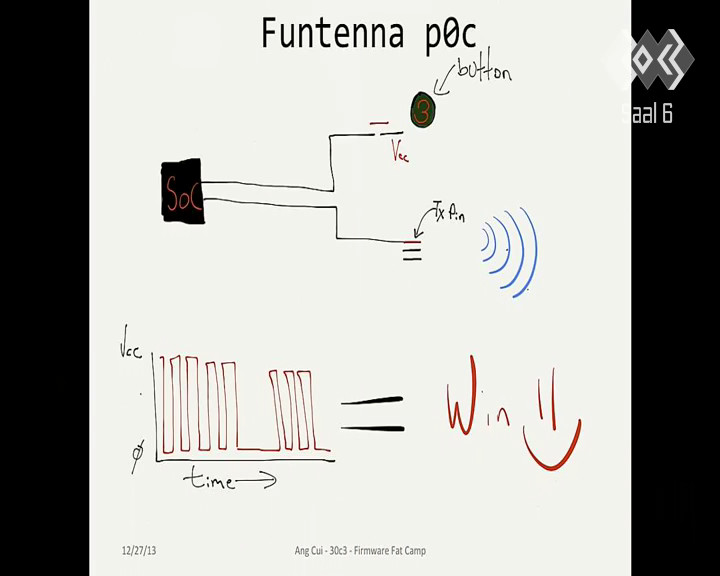 Funtenna p0c
button
3
Vcc
SoC
Tx Pin
Saal 6
Vcc
Ø
time
=
Win !!
12/27/13
Ang Cui - 30c3 - Firmware Fat Camp